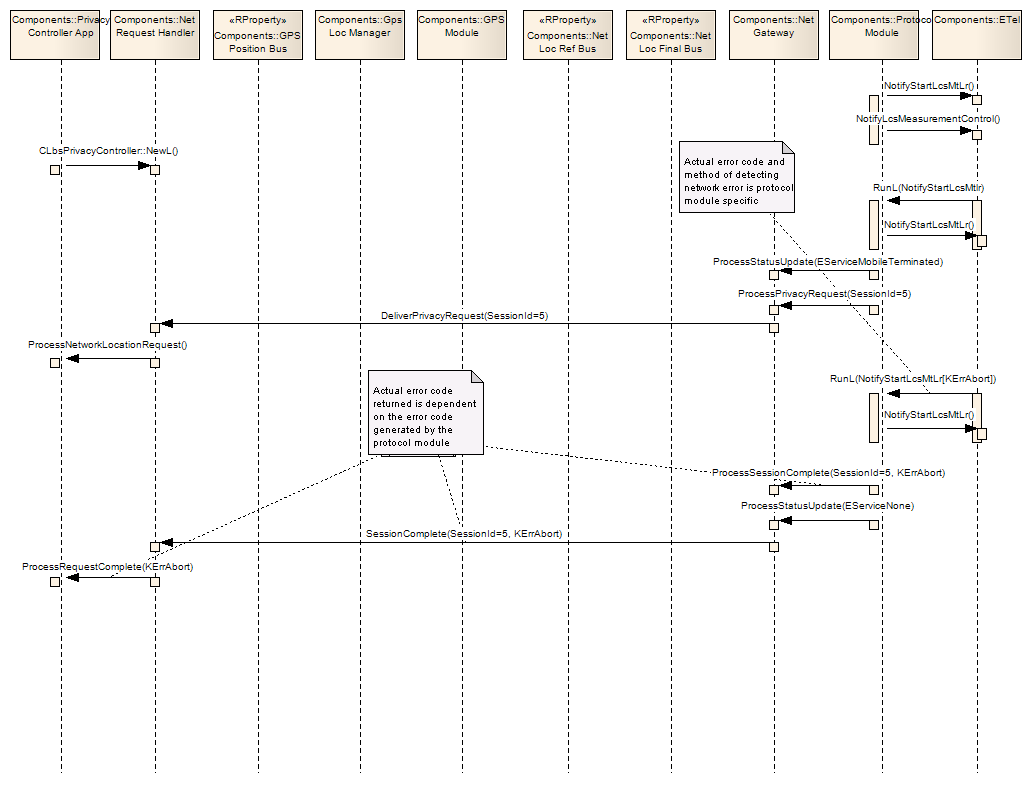 Components::Privacy
Controller App
Components::Net
Request Handler
«RProperty»
Components::GPS
Position Bus
Components::Gps
Loc Manager
Components::GPS
Module
«RProperty»
Components::Net
Loc Ref Bus
«RProperty»
Components::Net
Loc Final Bus
Components::Net
Gateway
Components::Protoco
Module
Components::ETel
NotifyStartLcsMtLr()
NotifyLcsMeasurementControl()
CLbsPrivacyController::NewL()
Actual error code and
method of detecting
network error is protocol
module specific
RunL(NotifyStartLcsMtlr)
NotifyStartLcsMtLr()
ProcessStatusUpdate(EServiceMobileTerminated)
ProcessPrivacyRequest(SessionId=5)
DeliverPrivacyRequest(SessionId=5)
ProcessNetworkLocationRequest()
RunL(NotifyStartLcsMtLr[KErrAbort])
Actual error code
returned is dependent
on the error code
generated by the
protocol module
NotifyStartLcsMtLr()
ProcessSessionComplete(SessionId=5, KErrAbort)
ProcessStatusUpdate(EServiceNone)
SessionComplete(SessionId=5, KErrAbort)
ProcessRequestComplete(KErrAbort)